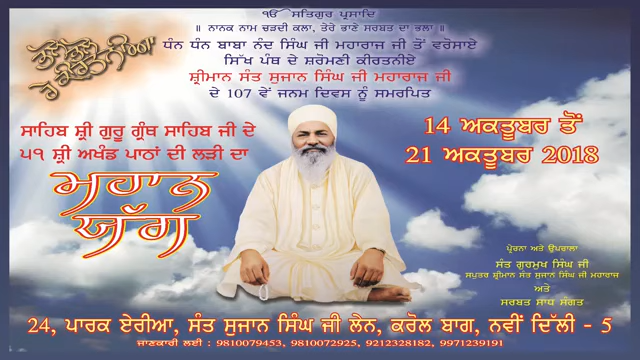 ੴ ਸਤਿਗੁਰ ਪ੍ਰਸਾਦਿ
॥ ਨਾਨਕ ਨਾਮ ਚੜਦੀ ਕਲਾ, ਤੇਰੇ ਭਾਣੇ ਸਰਬਤ ਦਾ ਭਲਾ ॥
ਧੰਨ ਧੰਨ ਬਾਬਾ ਨੰਦ ਸਿੰਘ ਜੀ ਮਹਾਰਾਜ ਜੀ ਤੋਂ ਵਰੋਸਾਏ
ਸਿੱਖ ਪੰਥ ਦੇ ਸ਼ਰੋਮਣੀ ਕੀਰਤਨੀਏ
ਸ਼੍ਰੀਮਾਨ ਸੰਤ ਸੁਜਾਨ ਸਿੰਘ ਜੀ ਮਹਾਰਾਜ ਜੀ
ਦੇ 107 ਵੇਂ ਜਨਮ ਦਿਵਸ ਨੂੰ ਸਮਰਪਿਤ
ਸਾਹਿਬ ਸ਼੍ਰੀ ਗੁਰੂ ਗ੍ਰੰਥ ਸਾਹਿਬ ਜੀ ਦੇ
੫੧ ਸ਼੍ਰੀ ਅਖੰਡ ਪਾਠਾਂ ਦੀ ਲੜੀ ਦਾ
ਮਹਾਨ
ਯੱਗ
14 ਅਕਤੂਬਰ ਤੋਂ
21 ਅਕਤੂਬਰ 2018
ਪ੍ਰੇਰਨਾ ਅਤੇ ਉਪਰਾਲਾ
ਸੰਤ ਗੁਰਮੁਖ ਸਿੰਘ ਜੀ
ਸਪੁਤਰ ਸ਼੍ਰੀਮਾਨ ਸੰਤ ਸੁਜਾਨ ਸਿੰਘ ਜੀ ਮਹਾਰਾਜ
ਅਤੇ
ਸਰਬਤ ਸਾਧ ਸੰਗਤ
24, ਪਾਰਕ ਏਰੀਆ, ਸੰਤ ਸੁਜਾਨ ਸਿੰਘ ਜੀ ਲੇਨ, ਕਰੋਲ ਬਾਗ, ਨਵੀਂ ਦਿੱਲੀ - 5
ਜਾਣਕਾਰੀ ਲਈ : 9810079453, 9810072925, 9212328182, 9971239191